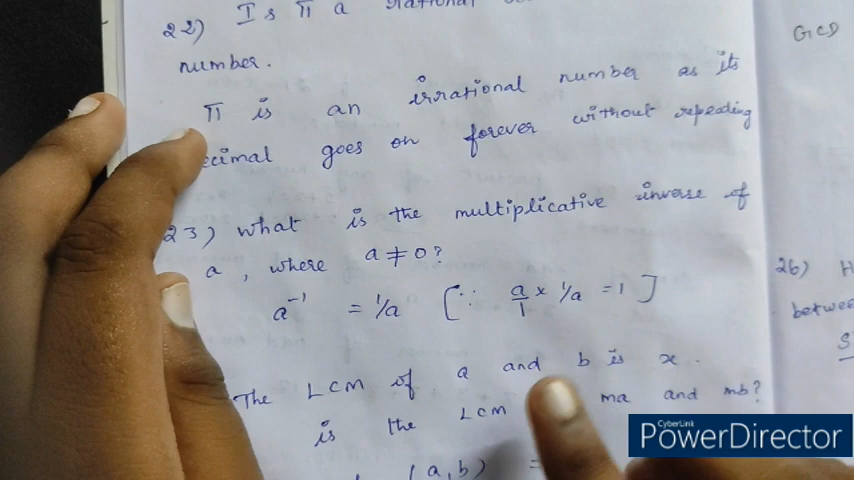 22) Is π a rational
number.
π is an irrational number as its
ecimal goes on forever without repeading
23) What is the multiplicative inverse of
a, where a ≠ 0?
a⁻¹ = 1/a [∵ a/1 × 1/a = 1]
The LCM of a and b is x.
is the LCM ma and mb?
(a,b) =
GCD
26) H
betwee
S
CyberLink
PowerDirector